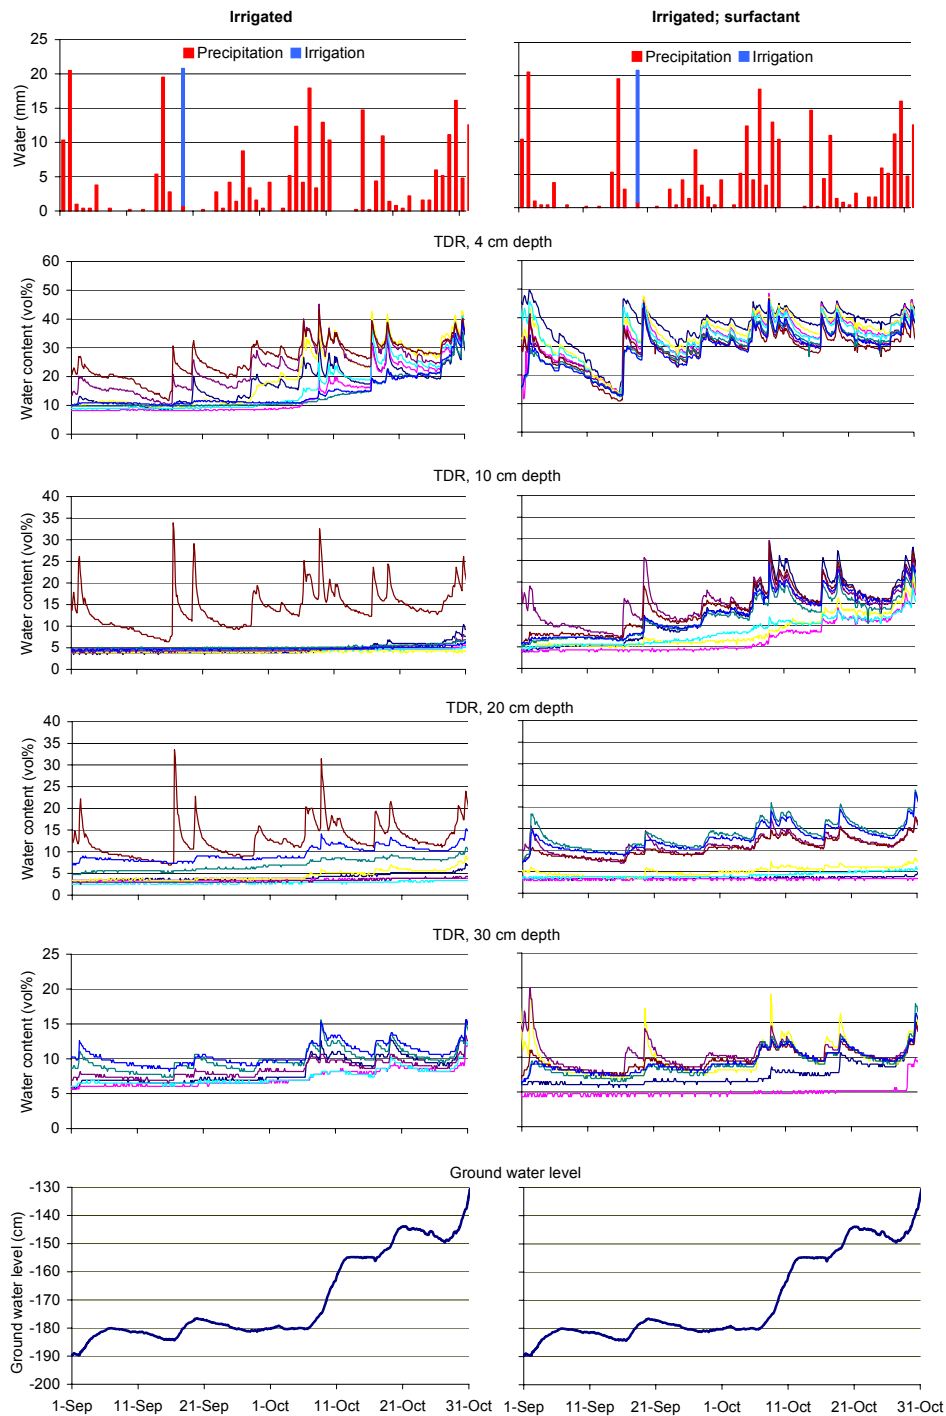 Irrigated
Irrigated; surfactant
Precipitation
Irrigation
Precipitation
Irrigation
Water (mm)
25
20
15
10
5
0
TDR, 4 cm depth
Water content (vol%)
60
50
40
30
20
10
0
TDR, 10 cm depth
Water content (vol%)
40
35
30
25
20
15
10
5
0
TDR, 20 cm depth
Water content (vol%)
40
35
30
25
20
15
10
5
0
TDR, 30 cm depth
Water content (vol%)
25
20
15
10
5
0
Ground water level
Ground water level (cm)
-130
-140
-150
-160
-170
-180
-190
-200
1-Sep 11-Sep 21-Sep 1-Oct 11-Oct 21-Oct 31-Oct
1-Sep 11-Sep 21-Sep 1-Oct 11-Oct 21-Oct 31-Oct